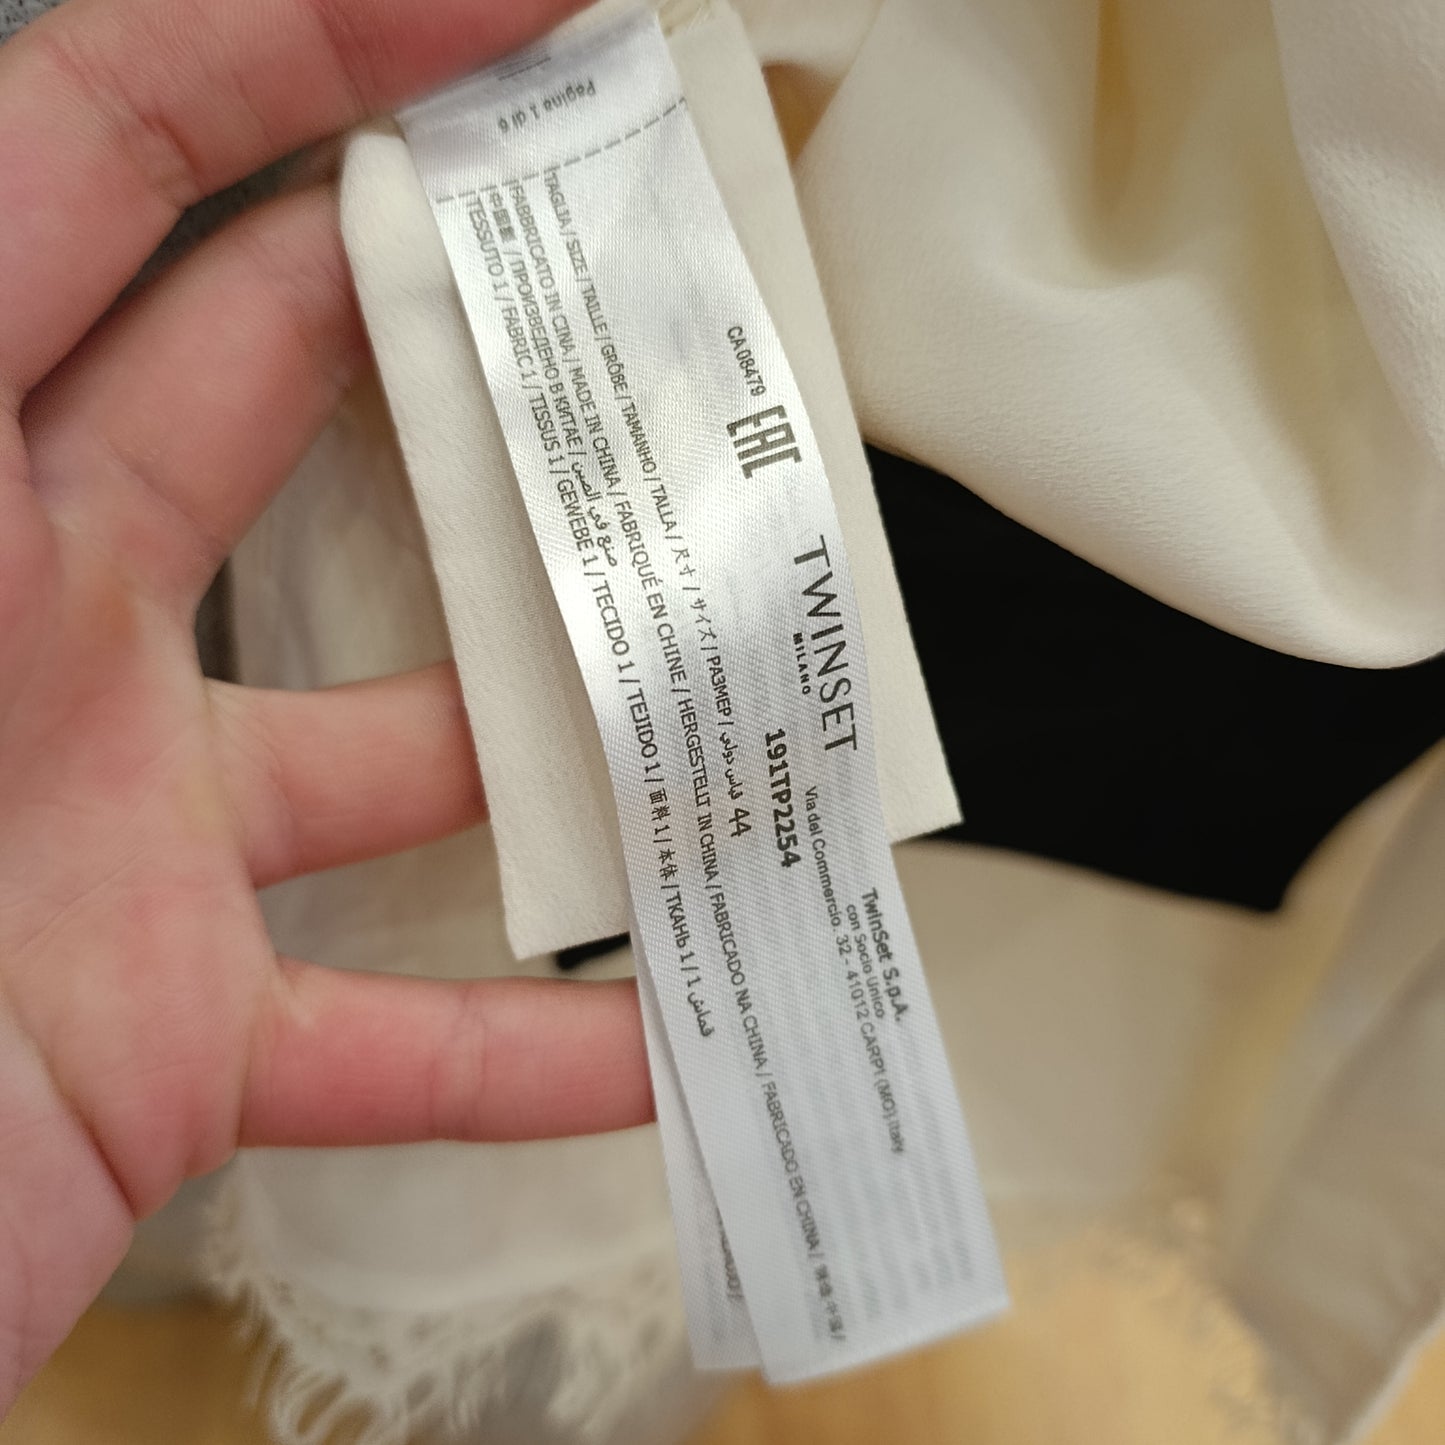 Pagina 1 di 6
CA 08479
EAC
TWINSET
MILANO
TwinSet S.p.A.
con Socio Unico
Via del Commercio, 32 - 41012 CARPI (MO) Italy
191TP2254
TAGLIA / SIZE / TAILLE / GRÖßE / TAMANHO / TALLA / 尺寸 / サイズ / РАЗМЕР / قياس دولي 44
FABBRICATO IN CINA / MADE IN CHINA / FABRIQUÉ EN CHINE / HERGESTELLT IN CHINA / FABRICADO NA CHINA / FABRICADO EN CHINA /
中国製 / ПРОИЗВЕДЕНО В КИТАЕ / صنع في الصين
TESSUTO 1 / FABRIC 1 / TISSUS 1 / GEWEBE 1 / TECIDO 1 / TEJIDO 1 / 面料 1 / 本体 / ТКАНЬ 1 / قماش 1